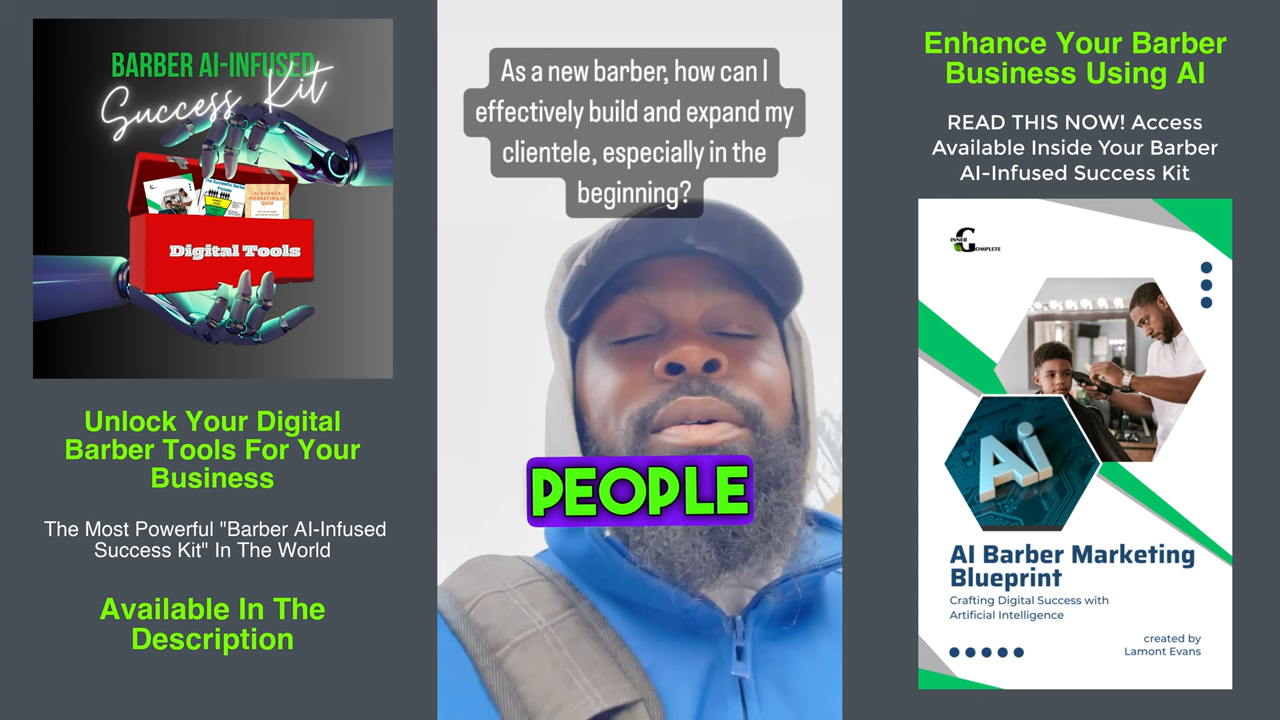 BARBER AI-INFUSED
Success Kit
Digital Tools
Unlock Your Digital
Barber Tools For Your
Business
The Most Powerful "Barber AI-Infused
Success Kit" In The World
Available In The
Description
As a new barber, how can I
effectively build and expand my
clientele, especially in the
beginning?
PEOPLE
Enhance Your Barber
Business Using AI
READ THIS NOW! Access
Available Inside Your Barber
AI-Infused Success Kit
INNER G COMPLETE
Ai
AI Barber Marketing
Blueprint
Crafting Digital Success with
Artificial Intelligence
created by
Lamont Evans